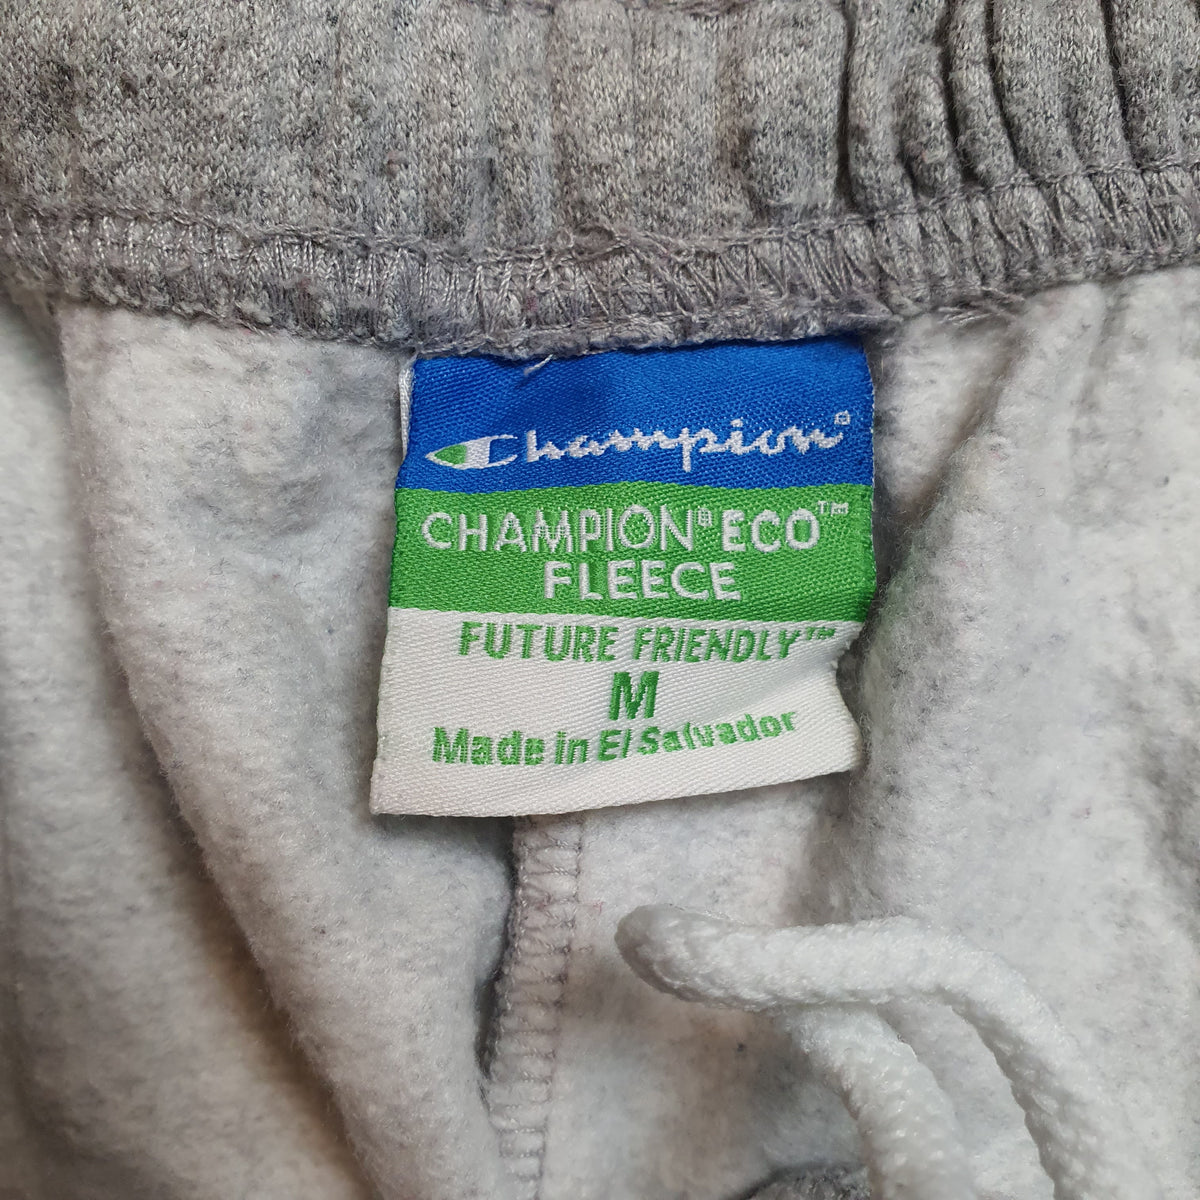 Champion®
CHAMPION® ECO™
FLEECE
FUTURE FRIENDLY™
M
Made in El Salvador